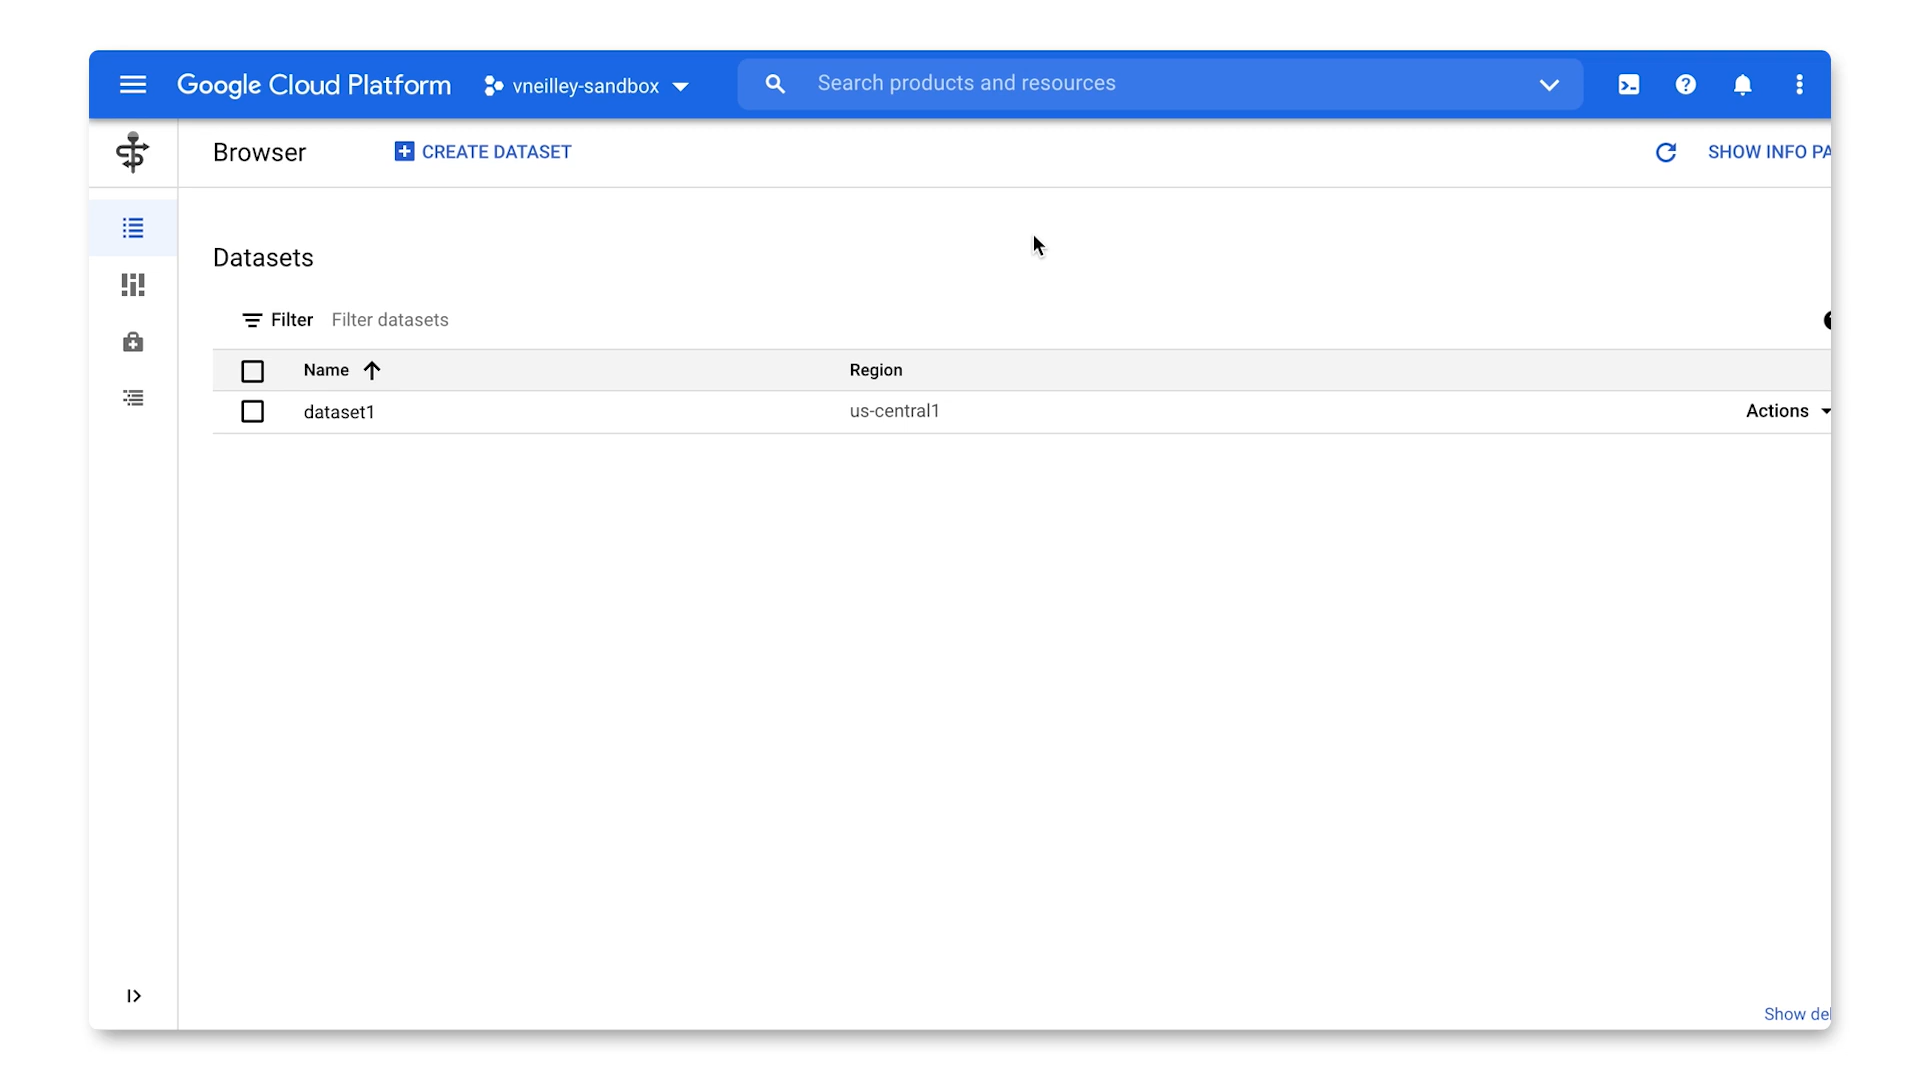 Google Cloud Platform vneilley-sandbox Search products and resources
Browser CREATE DATASET SHOW INFO PA
Datasets
Filter Filter datasets
Name Region
dataset1 us-central1 Actions
Show del